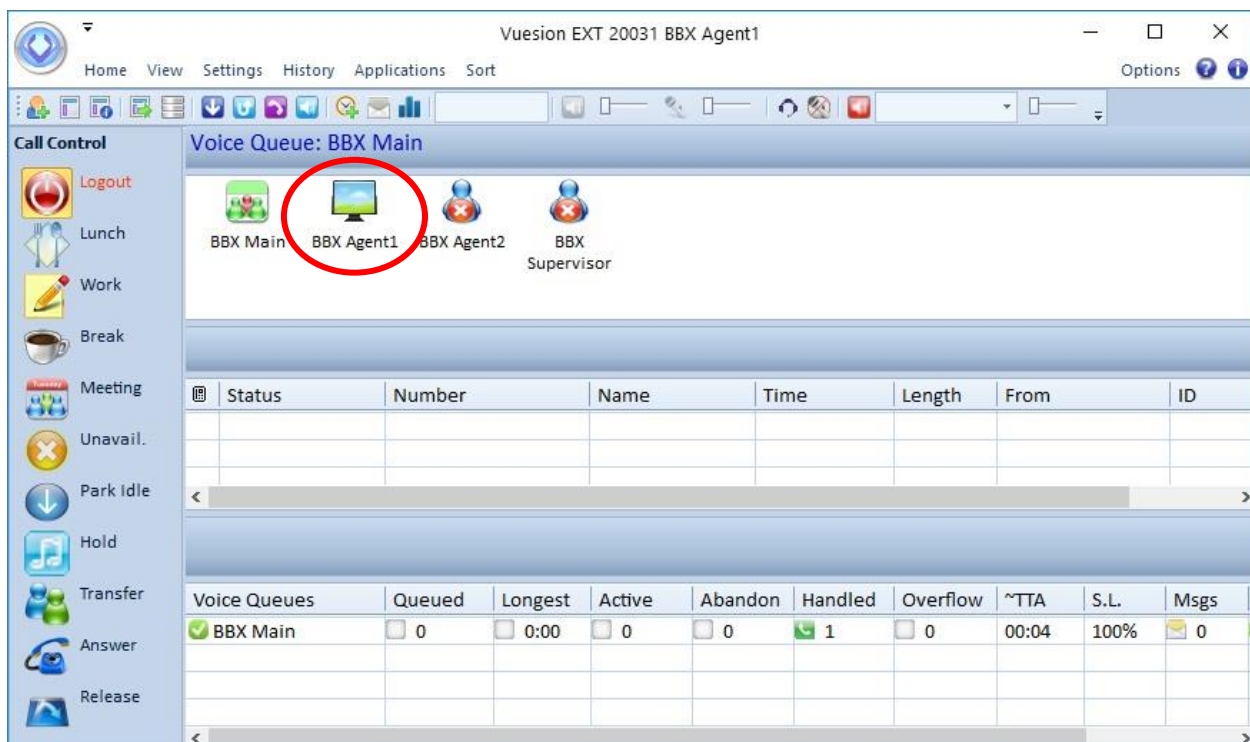 Vuesion EXT 20031 BBX Agent1
Home View Settings History Applications Sort Options
Call Control
Voice Queue: BBX Main
Logout
Lunch
Work
Break
Meeting
Unavail.
Park Idle
Hold
Transfer
Answer
Release
BBX Main BBX Agent1 BBX Agent2 BBX
Supervisor
Status Number Name Time Length From ID
Voice Queues Queued Longest Active Abandon Handled Overflow ~TTA S.L. Msgs
BBX Main 0 0:00 0 0 1 0 00:04 100% 0